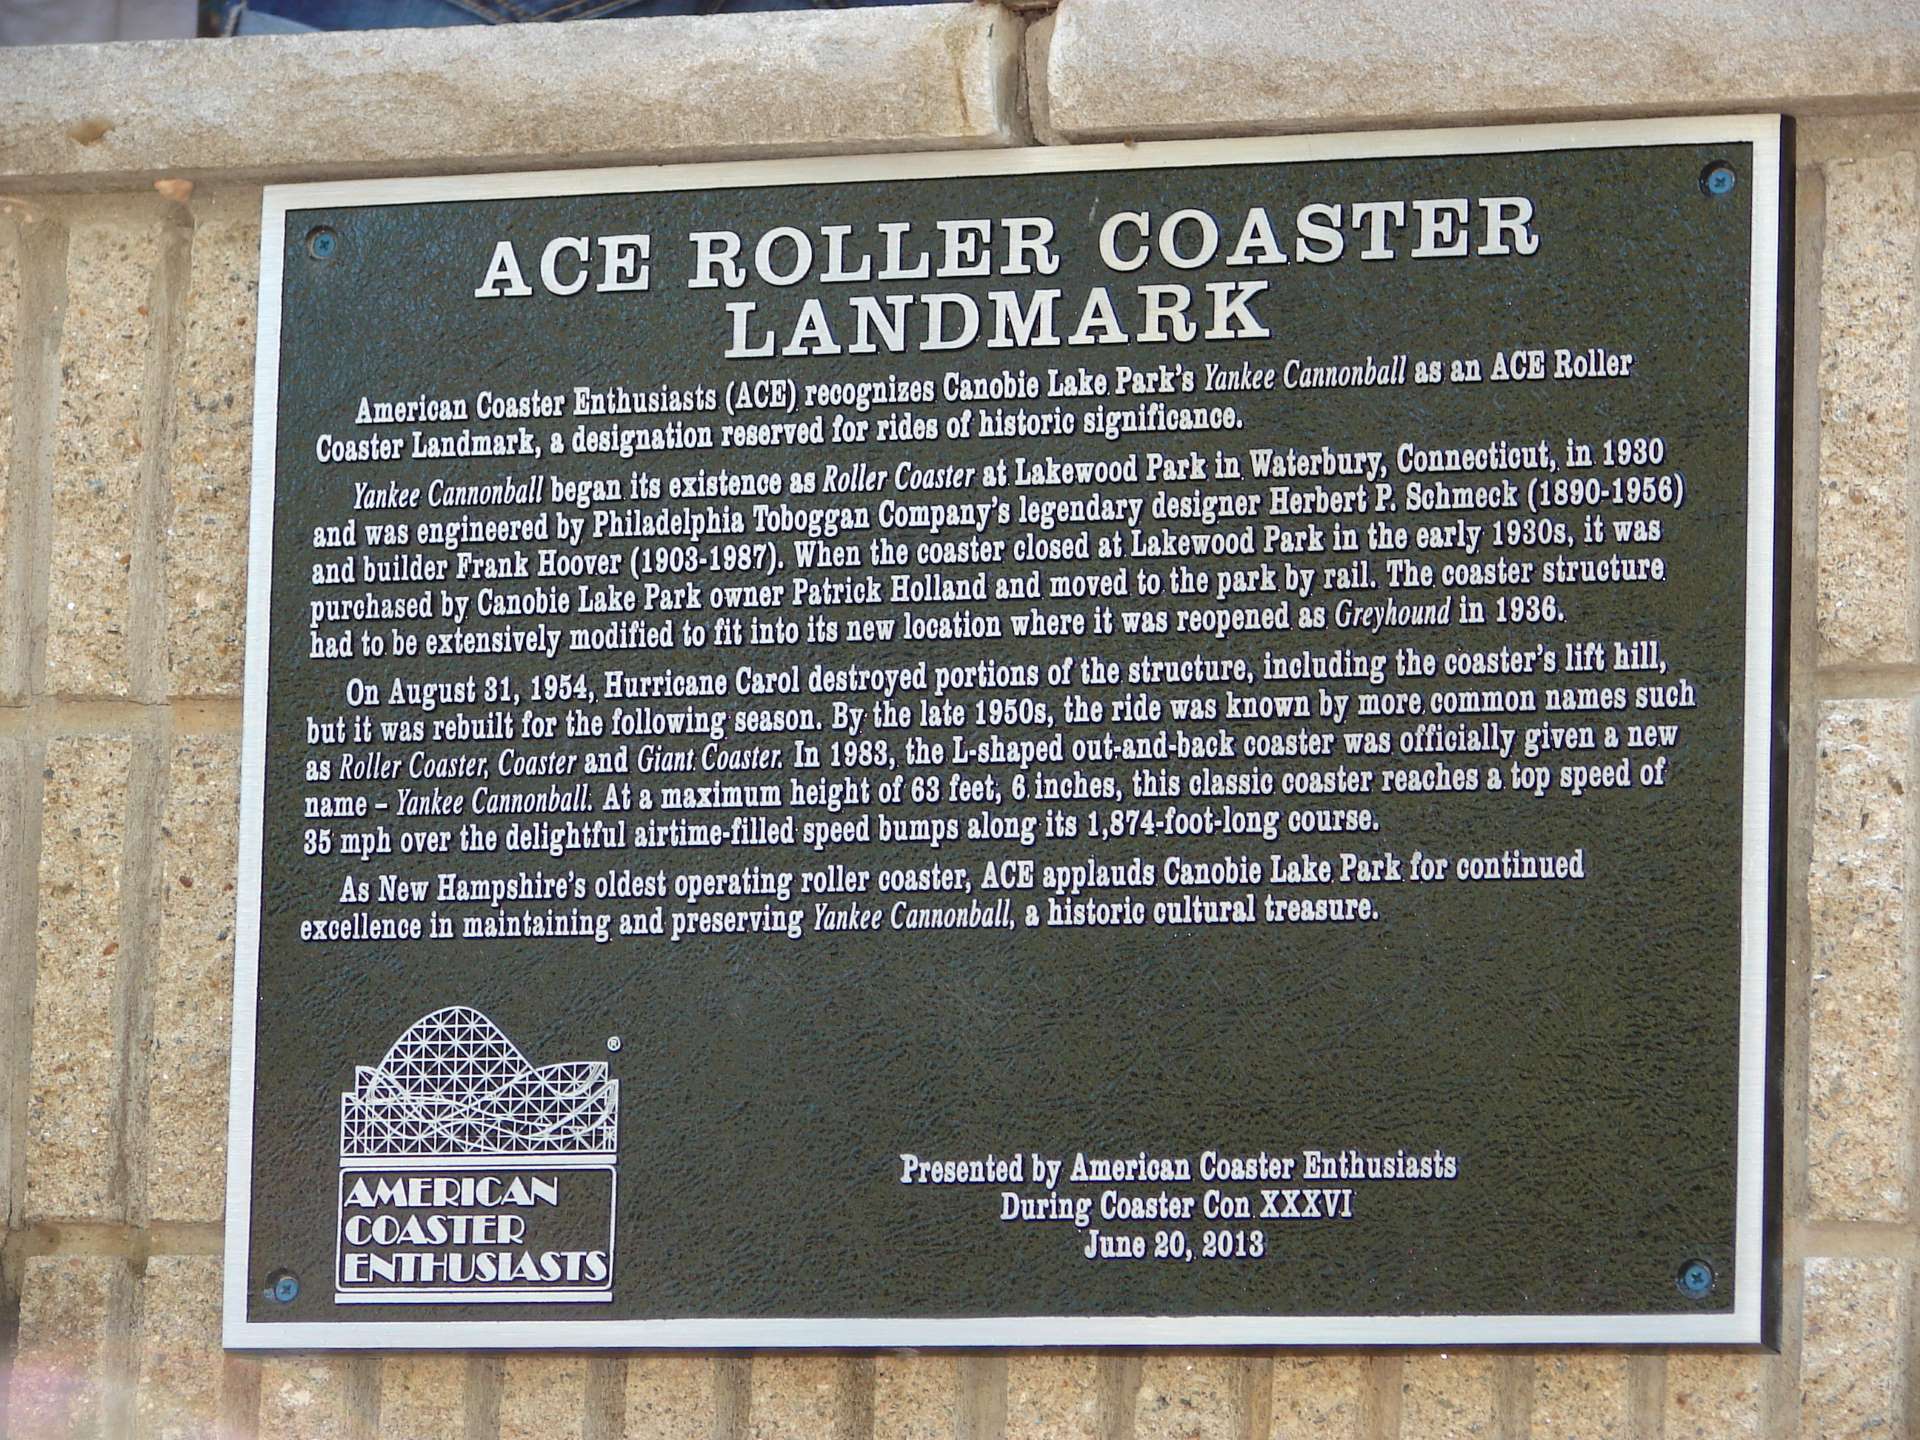 ACE ROLLER COASTER
LANDMARK
American Coaster Enthusiasts (ACE) recognizes Canobie Lake Park's Yankee Cannonball as an ACE Roller
Coaster Landmark, a designation reserved for rides of historic significance.
Yankee Cannonball began its existence as Roller Coaster at Lakewood Park in Waterbury, Connecticut, in 1930
and was engineered by Philadelphia Toboggan Company's legendary designer Herbert P. Schmeck (1890-1956)
and builder Frank Hoover (1903-1987). When the coaster closed at Lakewood Park in the early 1930s, it was
purchased by Canobie Lake Park owner Patrick Holland and moved to the park by rail. The coaster structure
had to be extensively modified to fit into its new location where it was reopened as Greyhound in 1936.
On August 31, 1954, Hurricane Carol destroyed portions of the structure, including the coaster's lift hill,
but it was rebuilt for the following season. By the late 1950s, the ride was known by more common names such
as Roller Coaster, Coaster and Giant Coaster. In 1983, the L-shaped out-and-back coaster was officially given a new
name – Yankee Cannonball. At a maximum height of 63 feet, 6 inches, this classic coaster reaches a top speed of
35 mph over the delightful airtime-filled speed bumps along its 1,874-foot-long course.
As New Hampshire's oldest operating roller coaster, ACE applauds Canobie Lake Park for continued
excellence in maintaining and preserving Yankee Cannonball, a historic cultural treasure.
®
AMERICAN
COASTER
ENTHUSIASTS
Presented by American Coaster Enthusiasts
During Coaster Con XXXVI
June 20, 2013